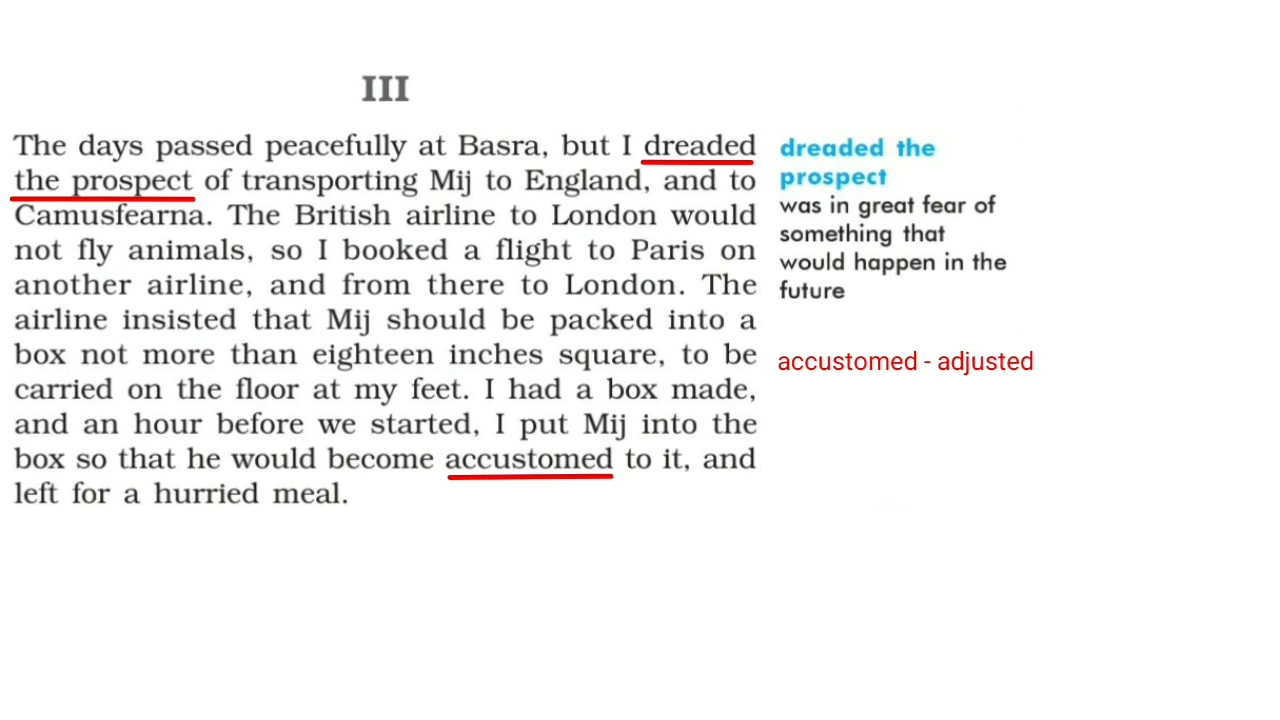 III
The days passed peacefully at Basra, but I dreaded
the prospect of transporting Mij to England, and to
Camusfearna. The British airline to London would
not fly animals, so I booked a flight to Paris on
another airline, and from there to London. The
airline insisted that Mij should be packed into a
box not more than eighteen inches square, to be
carried on the floor at my feet. I had a box made,
and an hour before we started, I put Mij into the
box so that he would become accustomed to it, and
left for a hurried meal.
dreaded the
prospect
was in great fear of
something that
would happen in the
future
accustomed - adjusted